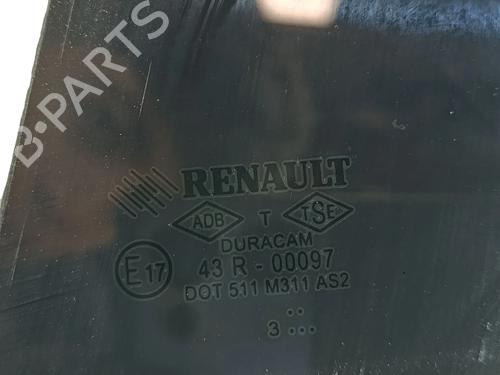 B-PARTS
RENAULT
ADB T TSE
DURACAM
E17 43 R - 00097
DOT 511 M311 AS2
..
3 ...